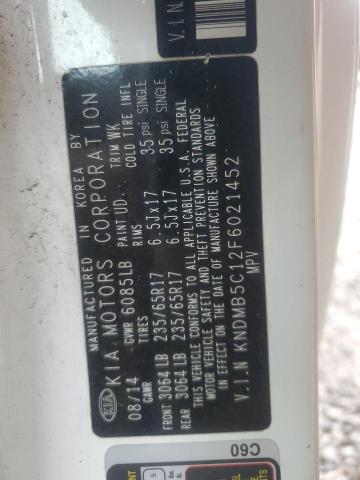 MANUFACTURED IN KOREA BY
KIA MOTORS CORPORATION
KIA
08/14 PAINT UD TRIM WK
GVWR 6085LB
TIRES RIMS COLD TIRE INFL
GAWR
FRONT 3064LB 235/65R17 6.5Jx17 35 psi SINGLE
REAR 3064LB 235/65R17 6.5Jx17 35 psi SINGLE
THIS VEHICLE CONFORMS TO ALL APPLICABLE U.S.A. FEDERAL
MOTOR VEHICLE SAFETY AND THEFT PREVENTION STANDARDS
IN EFFECT ON THE DATE OF MANUFACTURE SHOWN ABOVE
V.I.N KNDMB5C12F6021452
MPV
V.I.N
C60